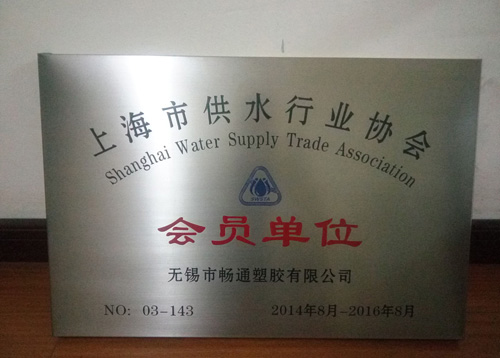 上海市供水行业协会
Shanghai Water Supply Trade Association
会员单位
无锡市畅通塑胶有限公司
NO: 03-143 2014年8月-2016年8月